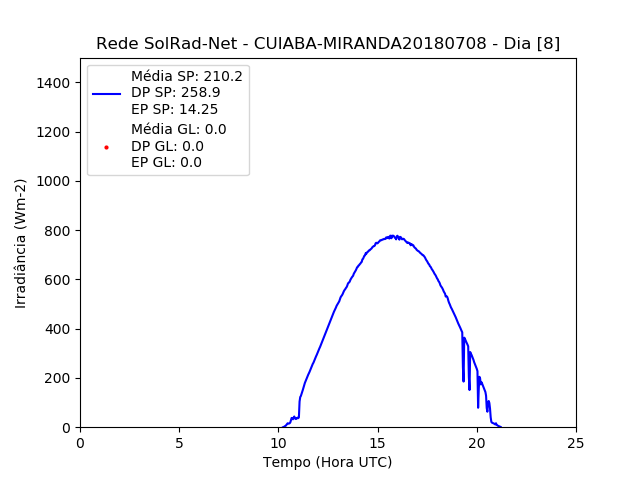 Rede SolRad-Net - CUIABA-MIRANDA20180708 - Dia [8]
Média SP: 210.2
DP SP: 258.9
EP SP: 14.25
Média GL: 0.0
DP GL: 0.0
EP GL: 0.0
1400
1200
1000
800
600
400
200
0
Irradiância (Wm-2)
0 5 10 15 20 25
Tempo (Hora UTC)